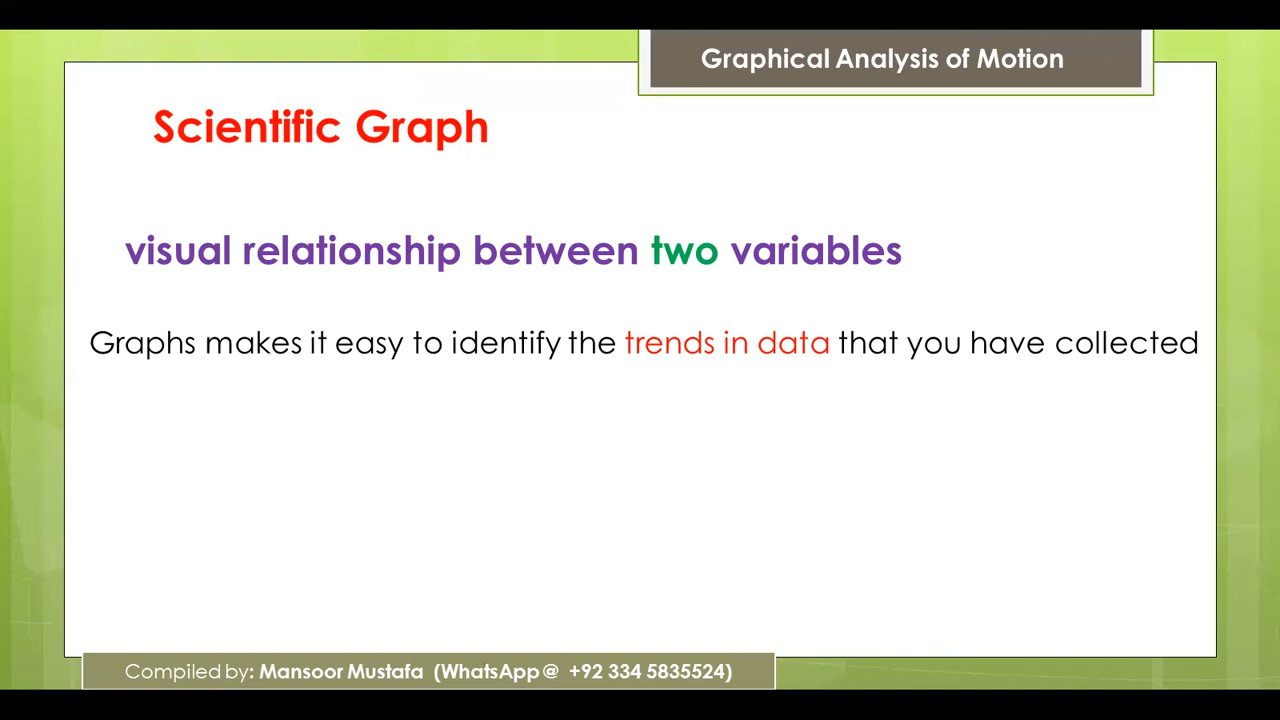 Graphical Analysis of Motion
Scientific Graph
visual relationship between two variables
Graphs makes it easy to identify the trends in data that you have collected
Compiled by: Mansoor Mustafa (WhatsApp@ +92 334 5835524)